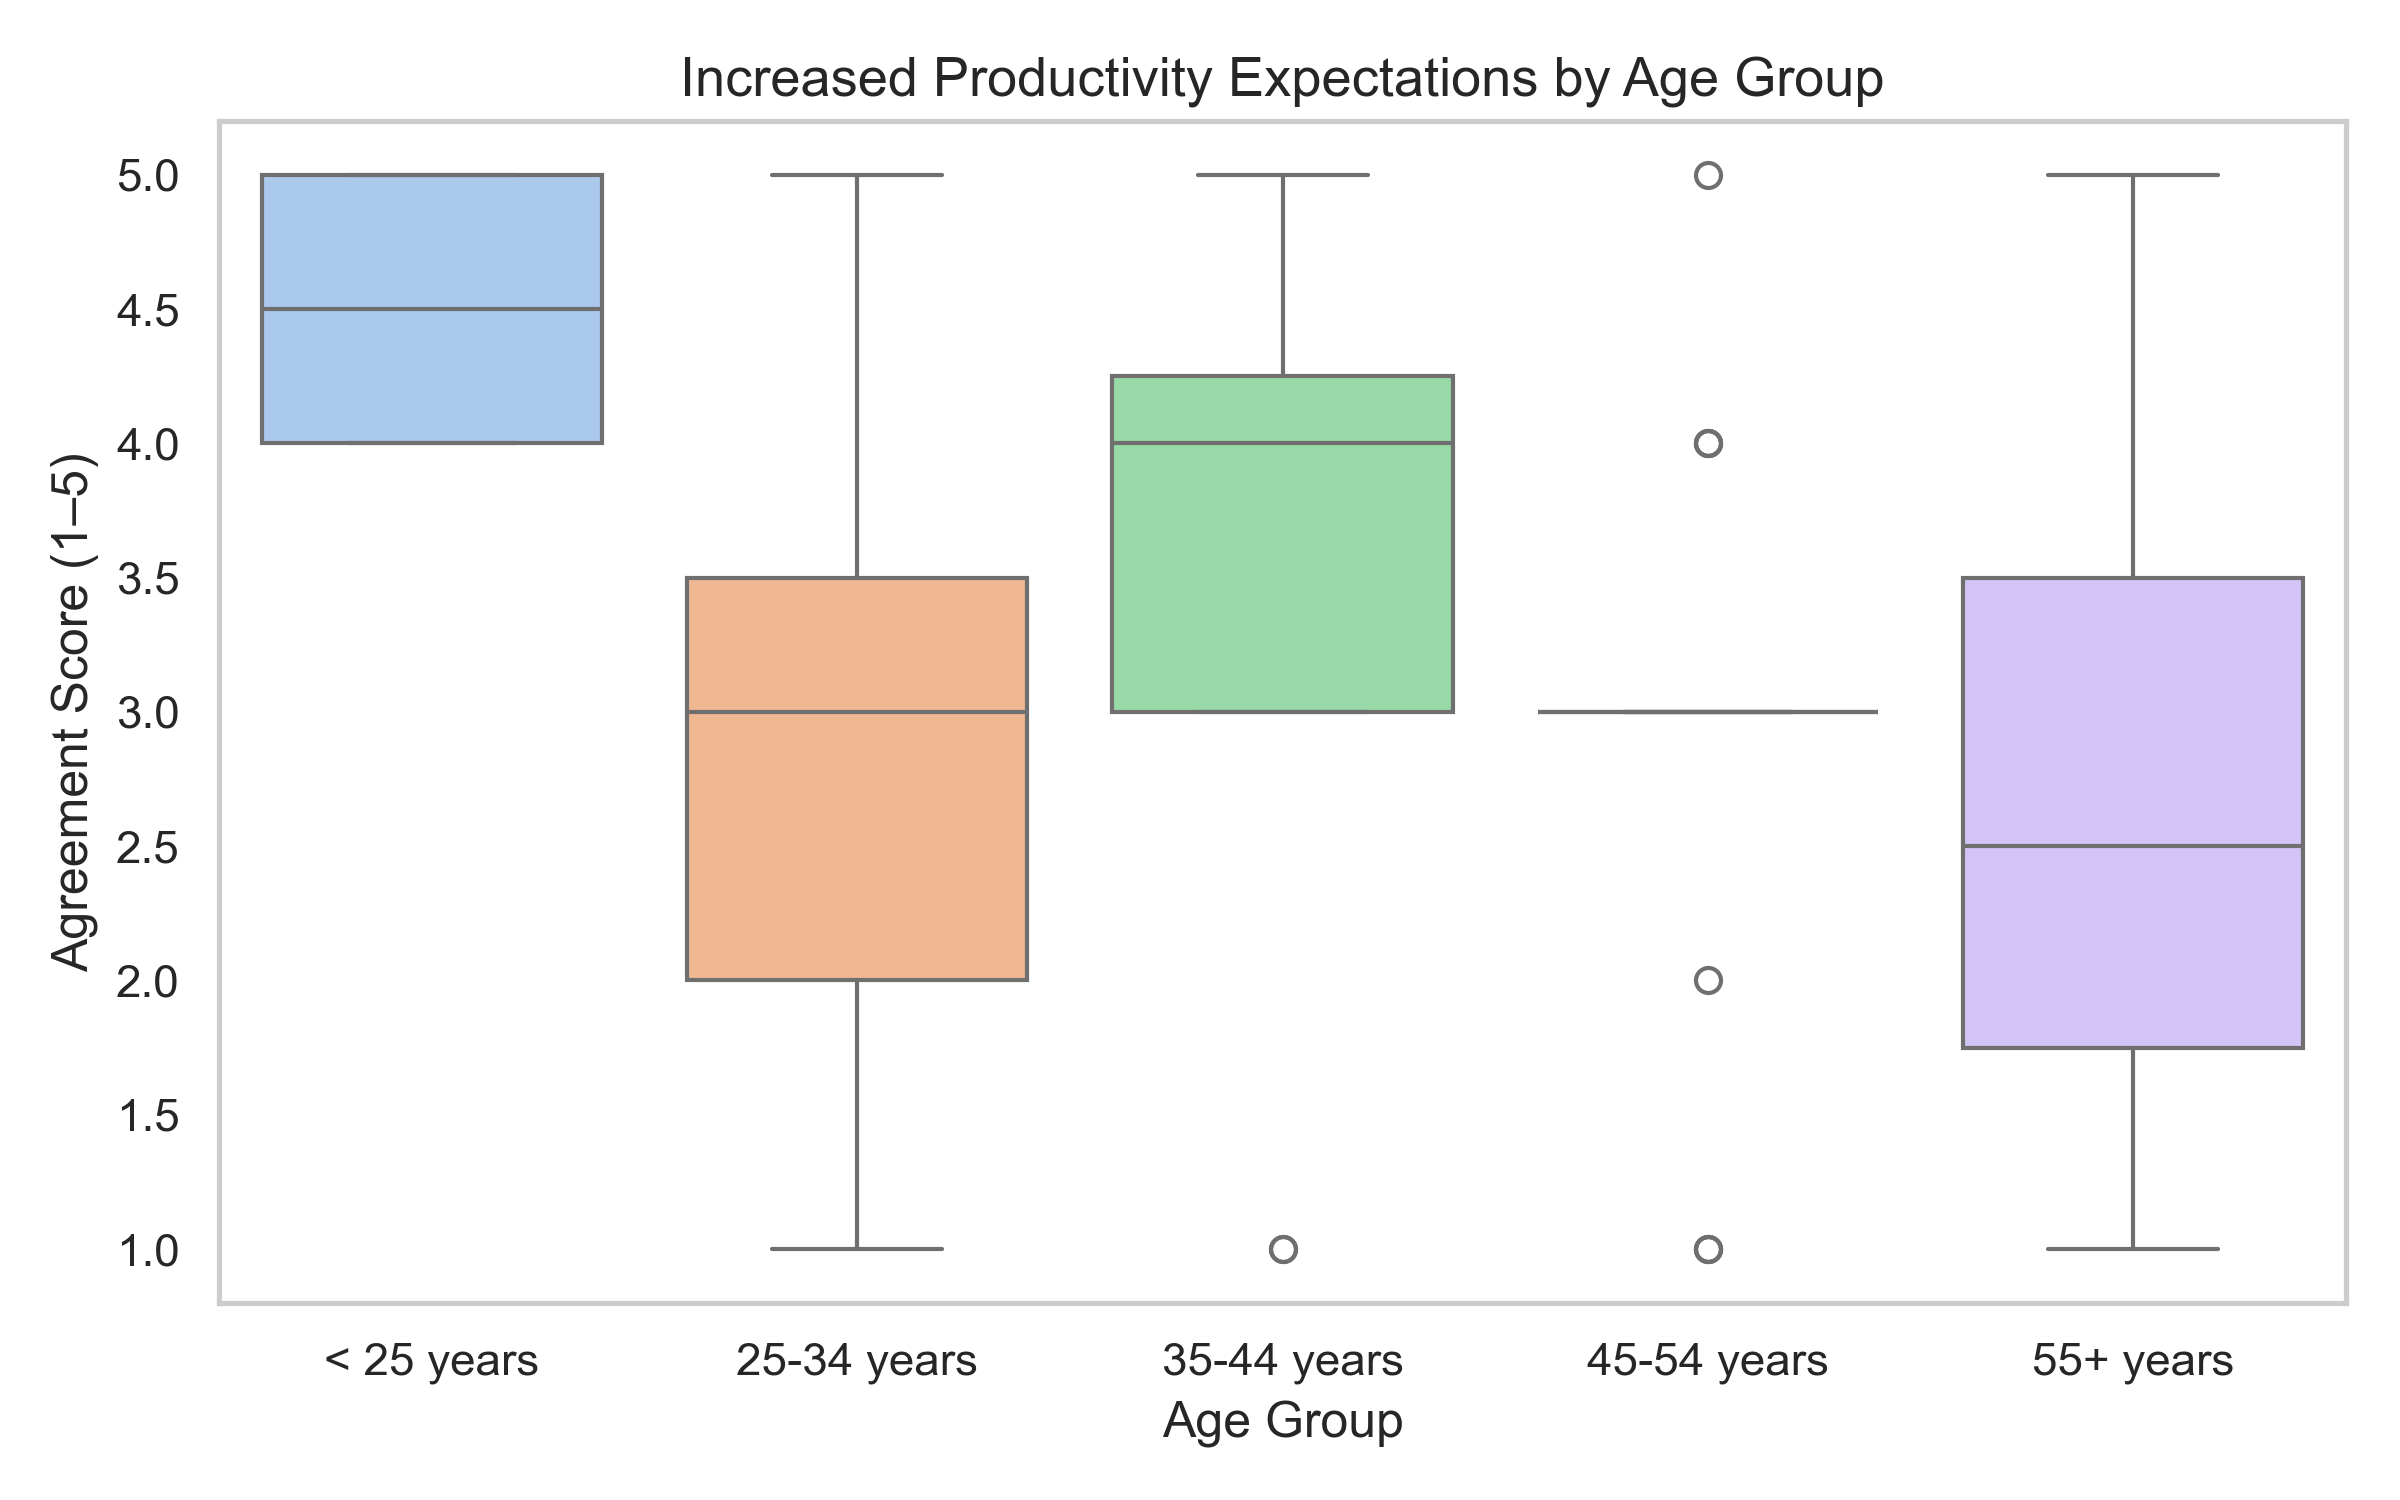 Increased Productivity Expectations by Age Group
Agreement Score (1–5)
5.0
4.5
4.0
3.5
3.0
2.5
2.0
1.5
1.0
< 25 years
25-34 years
35-44 years
45-54 years
55+ years
Age Group